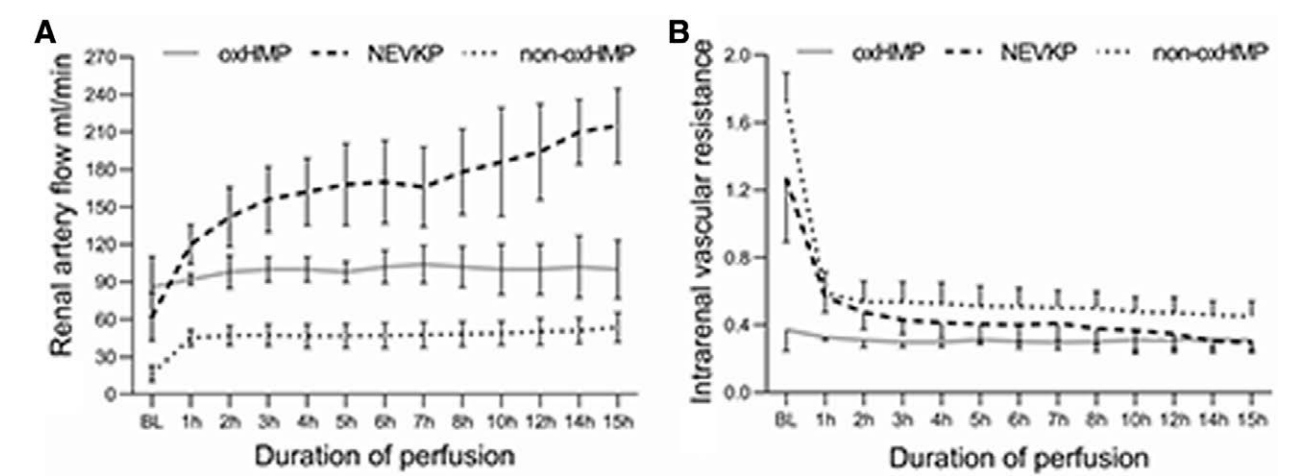 A
oxHMP NEVKP non-oxHMP
Renal artery flow ml/min
270
240
210
180
150
120
90
60
30
0
BL 1h 2h 3h 4h 5h 6h 7h 8h 10h 12h 14h 15h
Duration of perfusion
B
oxHMP NEVKP non-oxHMP
Intrarenal vascular resistance
2.0
1.6
1.2
0.8
0.4
0.0
BL 1h 2h 3h 4h 5h 6h 7h 8h 10h 12h 14h 15h
Duration of perfusion